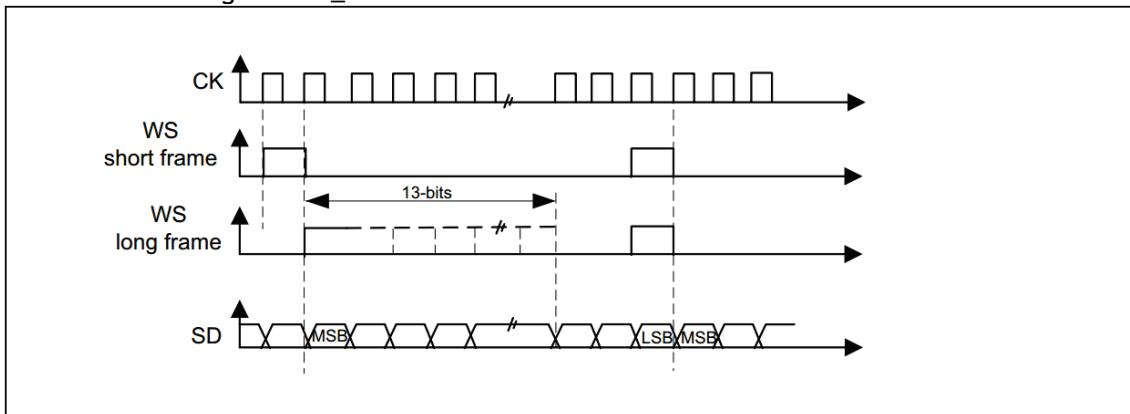 CK
WS
short frame
13-bits
WS
long frame
SD
MSB
LSB
MSB